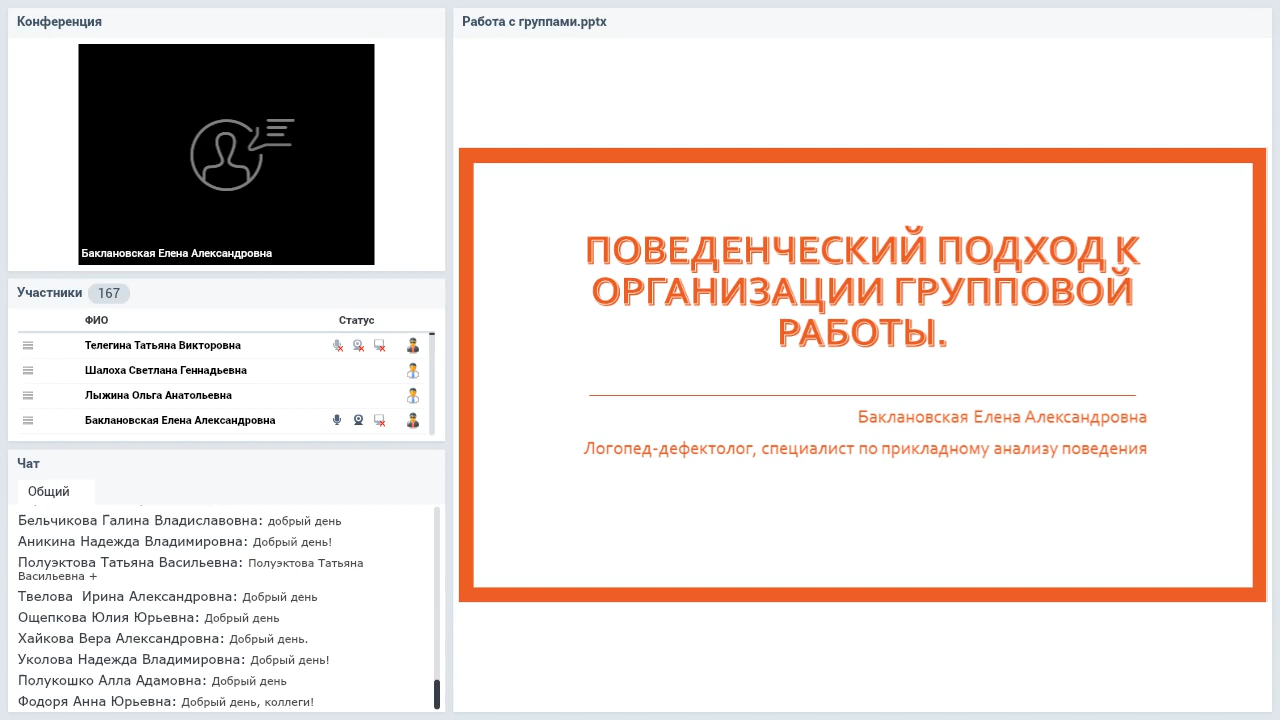 Конференция
Баклановская Елена Александровна
Участники 167
ФИО Статус
Телегина Татьяна Викторовна
Шалоха Светлана Геннадьевна
Лыжина Ольга Анатольевна
Баклановская Елена Александровна
Чат
Общий
Бельчикова Галина Владиславовна: добрый день
Аникина Надежда Владимировна: Добрый день!
Полуэктова Татьяна Васильевна: Полуэктова Татьяна
Васильевна +
Твелова Ирина Александровна: Добрый день
Ощепкова Юлия Юрьевна: Добрый день
Хайкова Вера Александровна: Добрый день.
Уколова Надежда Владимировна: Добрый день!
Полукошко Алла Адамовна: Добрый день
Фодоря Анна Юрьевна: Добрый день, коллеги!
Работа с группами.pptx
ПОВЕДЕНЧЕСКИЙ ПОДХОД К
ОРГАНИЗАЦИИ ГРУППОВОЙ
РАБОТЫ.
Баклановская Елена Александровна
Логопед-дефектолог, специалист по прикладному анализу поведения